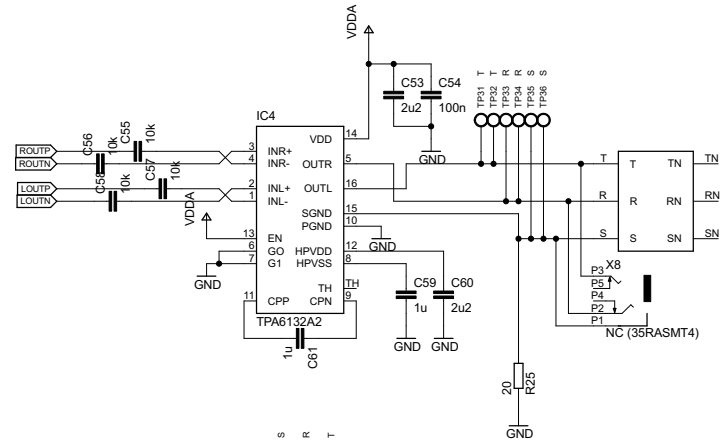 VDDA
C53
2u2
C54
100n
GND
TP31 T
TP32 T
TP33 R
TP34 R
TP35 S
TP36 S
IC4
ROUTP
ROUTN
LOUTP
LOUTN
C56
10k
C55
10k
C58
10k
C57
10k
VDDA
GND
3 INR+
4 INR-
2 INL+
1 INL-
13 EN
6 GO
7 G1
11 CPP
VDD 14
OUTR 5
OUTL 16
SGND 15
PGND 10
HPVDD 12
HPVSS 8
TH TH
CPN 9
TPA6132A2
1u
C61
GND
C59
1u
C60
2u2
GND
GND
T T TN TN
R R RN RN
S S SN SN
X8
P3
P5
P4
P2
P1
NC (35RASMT4)
20
R25
GND
S
R
T